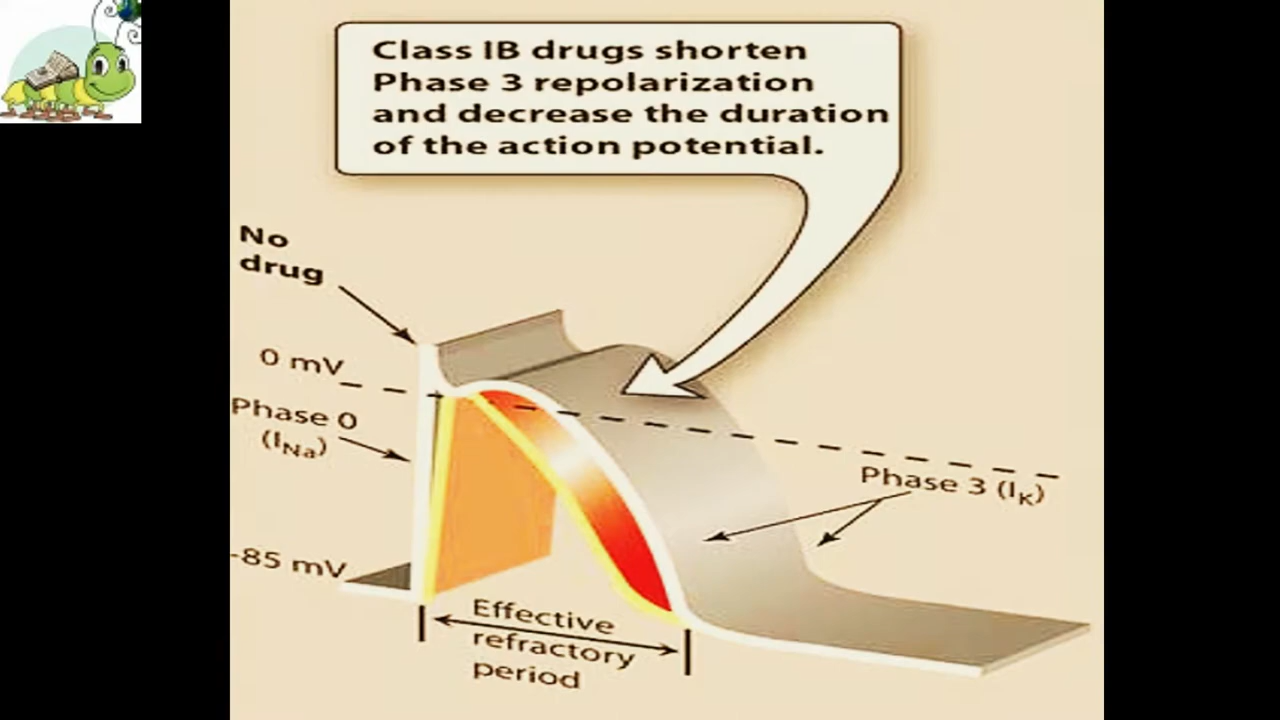 Class IB drugs shorten
Phase 3 repolarization
and decrease the duration
of the action potential.
No
drug
0 mV
Phase 0
(INa)
Phase 3 (IK)
-85 mV
Effective
refractory
period